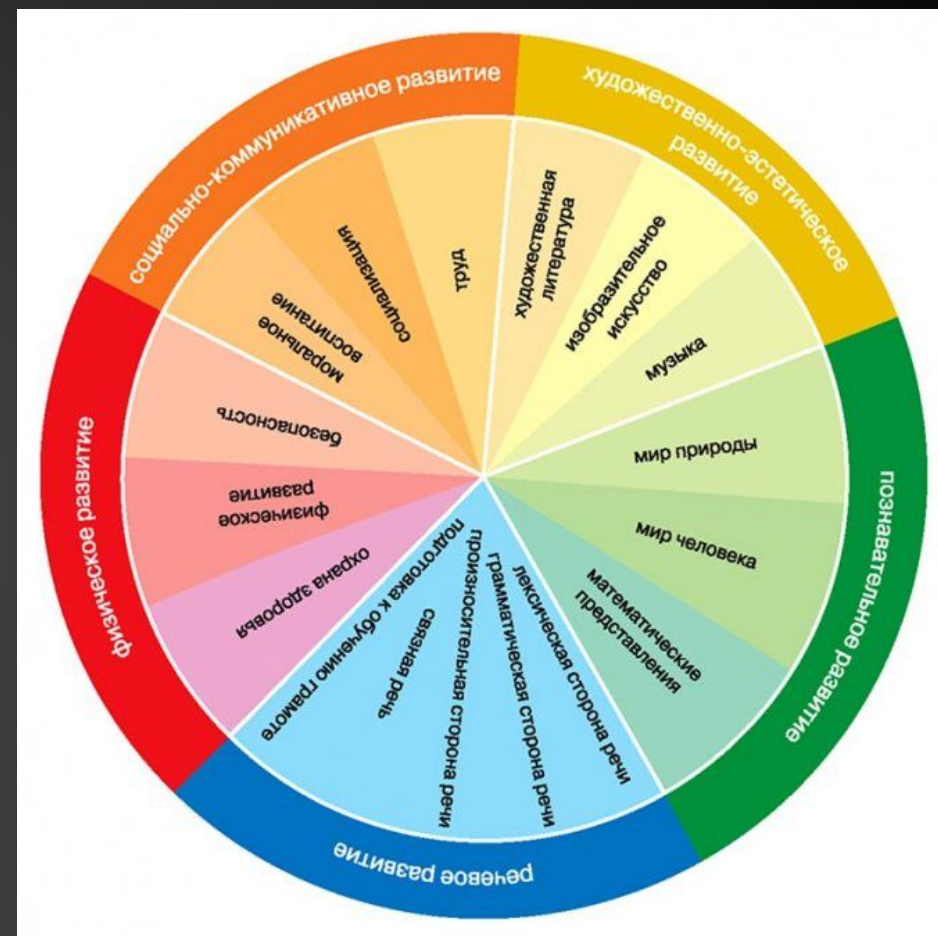 социально-коммуникативное развитие
художественно-эстетическое
развитие
познавательное развитие
речевое развитие
физическое развитие
моральное
воспитание
социализация
труд
художественная
литература
изобразительное
искусство
музыка
мир природы
мир человека
математические
представления
лексическая сторона речи
грамматическая сторона речи
произносительная сторона речи
связная речь
подготовка к обучению грамоте
охрана здоровья
физическое
развитие
безопасность